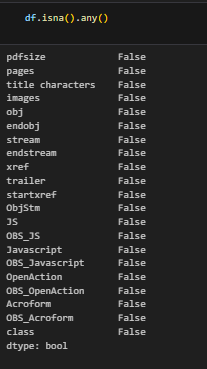 df.isna().any()
pdfsize False
pages False
title characters False
images False
obj False
endobj False
stream False
endstream False
xref False
trailer False
startxref False
ObjStm False
JS False
OBS_JS False
Javascript False
OBS_Javascript False
OpenAction False
OBS_OpenAction False
Acroform False
OBS_Acroform False
class False
dtype: bool